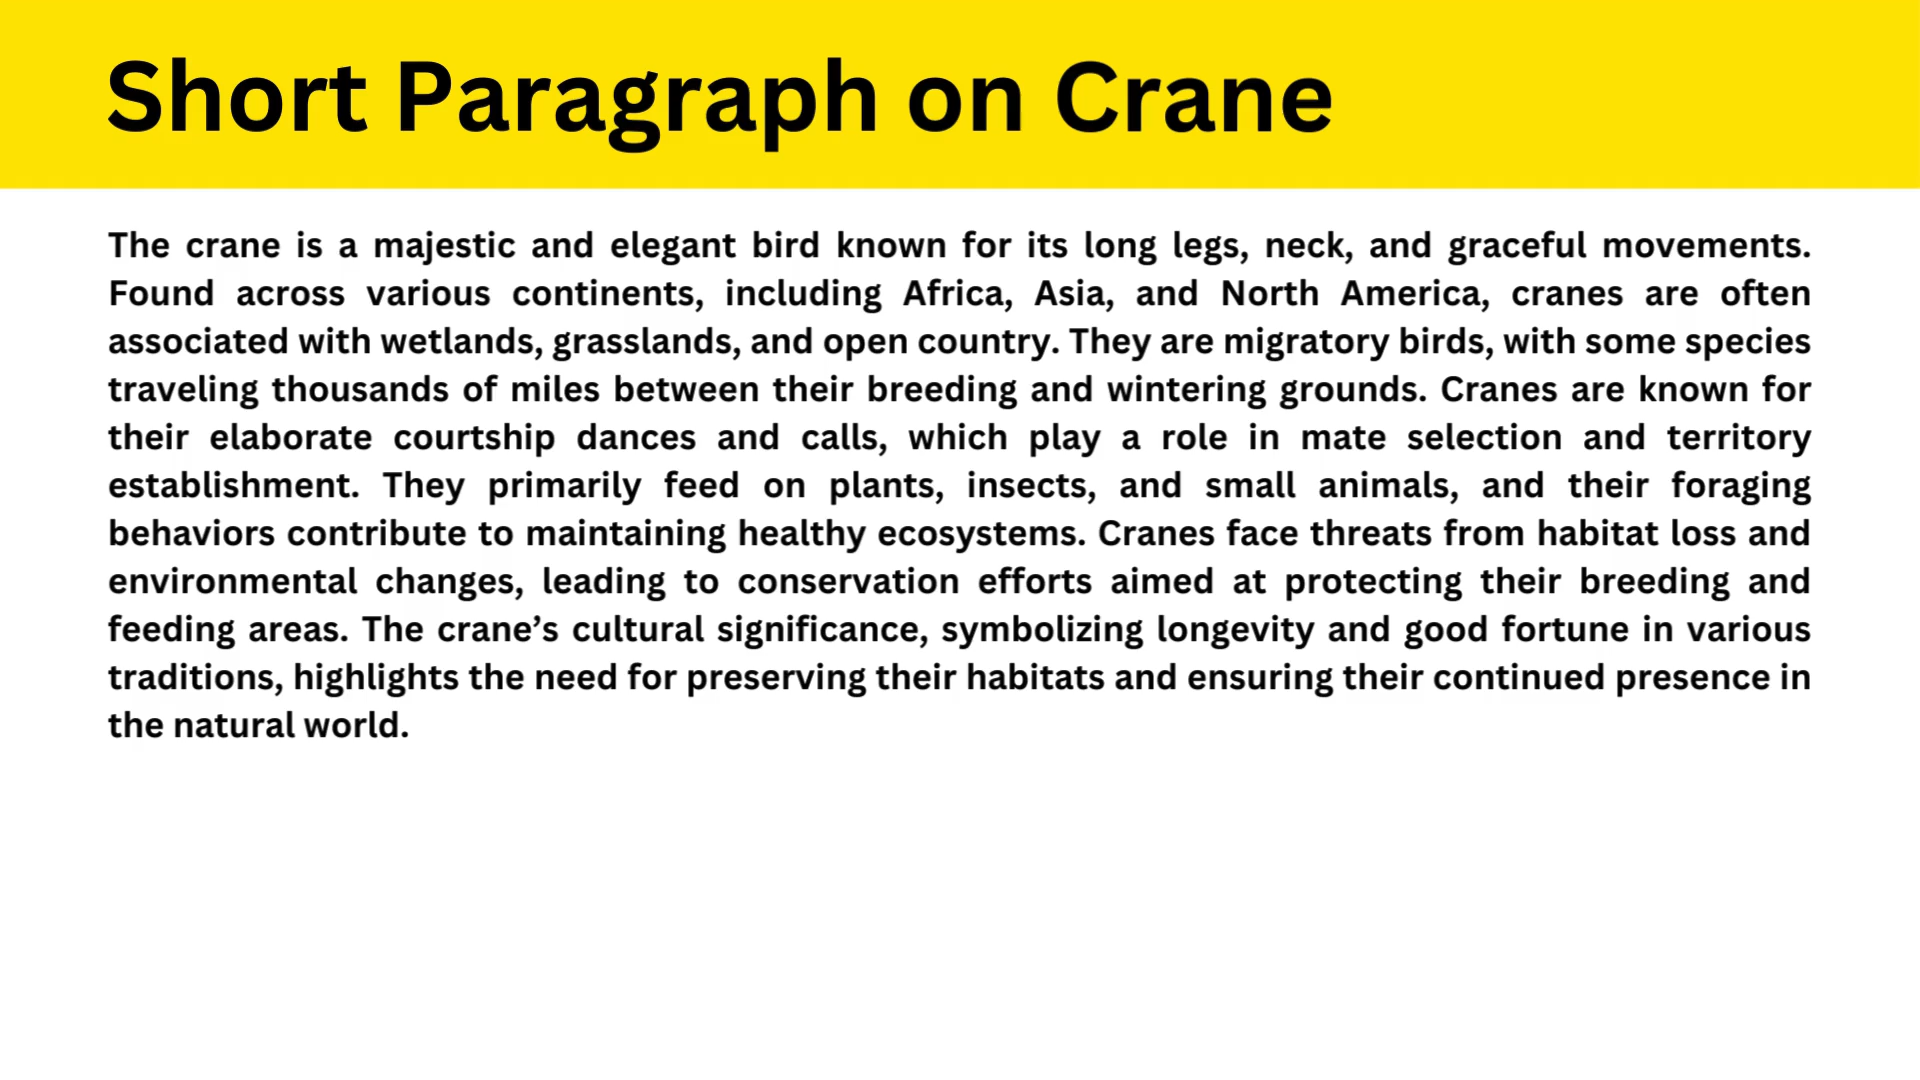 Short Paragraph on Crane
The crane is a majestic and elegant bird known for its long legs, neck, and graceful movements.
Found across various continents, including Africa, Asia, and North America, cranes are often
associated with wetlands, grasslands, and open country. They are migratory birds, with some species
traveling thousands of miles between their breeding and wintering grounds. Cranes are known for
their elaborate courtship dances and calls, which play a role in mate selection and territory
establishment. They primarily feed on plants, insects, and small animals, and their foraging
behaviors contribute to maintaining healthy ecosystems. Cranes face threats from habitat loss and
environmental changes, leading to conservation efforts aimed at protecting their breeding and
feeding areas. The crane’s cultural significance, symbolizing longevity and good fortune in various
traditions, highlights the need for preserving their habitats and ensuring their continued presence in
the natural world.